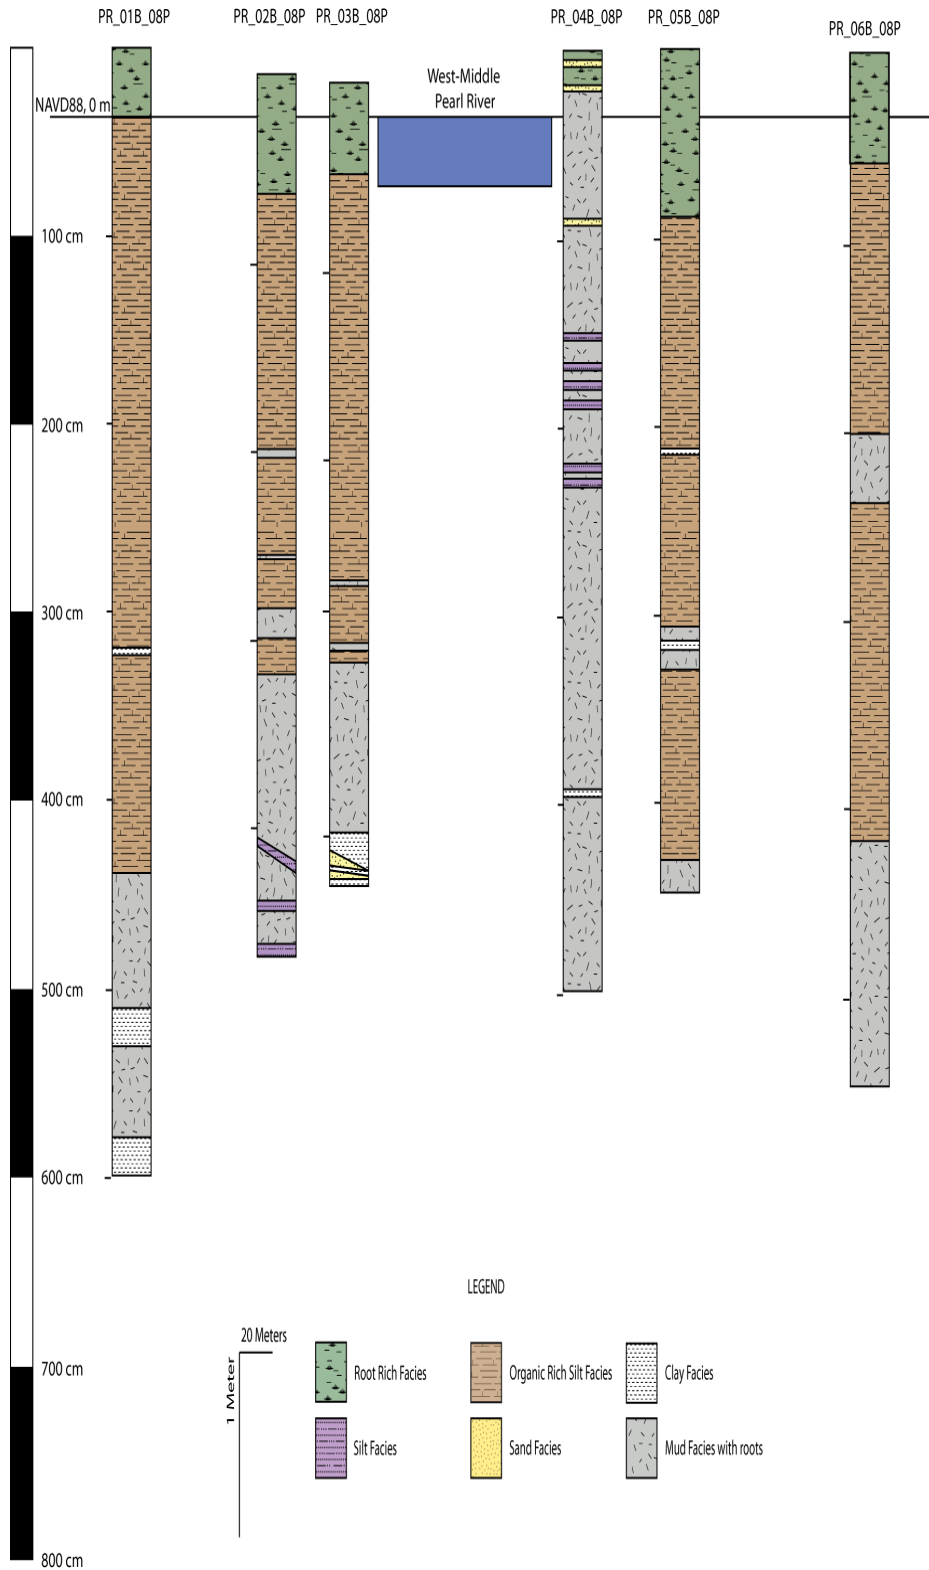 PR_01B_08P
PR_02B_08P
PR_03B_08P
PR_04B_08P
PR_05B_08P
PR_06B_08P
West-Middle
Pearl River
NAVD88, 0 m
100 cm
200 cm
300 cm
400 cm
500 cm
600 cm
700 cm
800 cm
LEGEND
20 Meters
1 Meter
Root Rich Facies
Organic Rich Silt Facies
Clay Facies
Silt Facies
Sand Facies
Mud Facies with roots